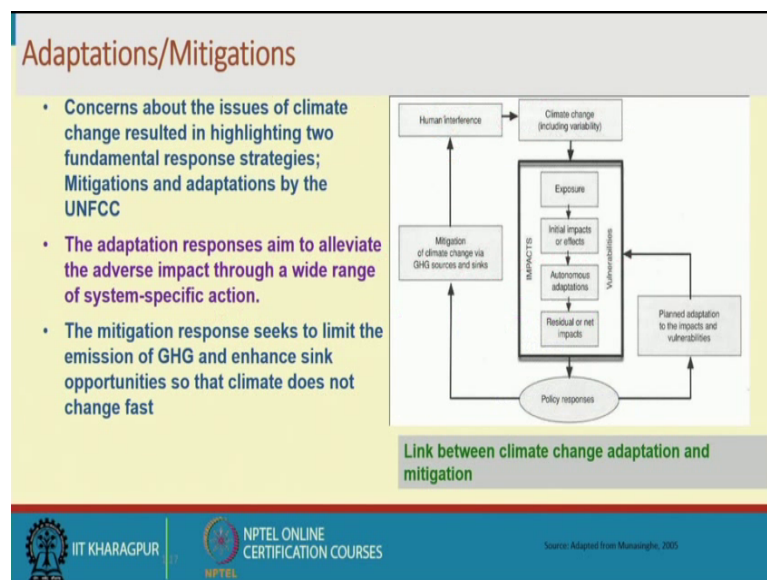 Adaptations/Mitigations
• Concerns about the issues of climate
change resulted in highlighting two
fundamental response strategies;
Mitigations and adaptations by the
UNFCC
• The adaptation responses aim to alleviate
the adverse impact through a wide range
of system-specific action.
• The mitigation response seeks to limit the
emission of GHG and enhance sink
opportunities so that climate does not
change fast
Human interference
Climate change
(including variability)
Exposure
Initial impacts
or effects
Autonomous
adaptations
Residual or net
impacts
IMPACTS
Vulnerabilities
Mitigation
of climate change via
GHG sources and sinks
Planned adaptation
to the impacts and
vulnerabilities
Policy responses
Link between climate change adaptation and
mitigation
IIT KHARAGPUR
NPTEL
NPTEL ONLINE
CERTIFICATION COURSES
Source: Adapted from Munasinghe, 2005